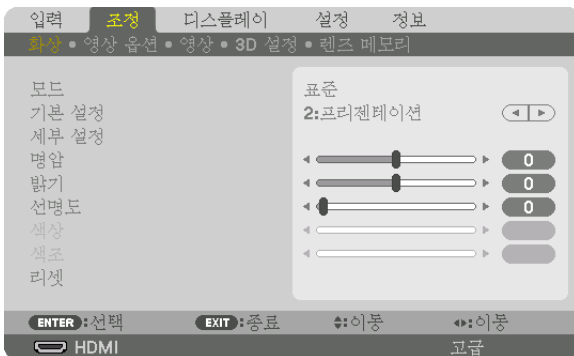 입력 조정 디스플레이 설정 정보
화상 • 영상 옵션 • 영상 • 3D 설정 • 렌즈 메모리
모드 표준
기본 설정 2:프리젠테이션
세부 설정
명암 0
밝기 0
선명도 0
색상
색조
리셋
ENTER:선택 EXIT:종료 :이동 :이동
HDMI 고급